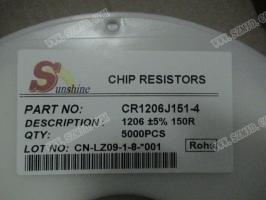 Sunshine
CHIP RESISTORS
PART NO: CR1206J151-4
DESCRIPTION: 1206 ±5% 150R
QTY: 5000PCS
LOT NO: CN-LZ09-1-8-*001
Rohs